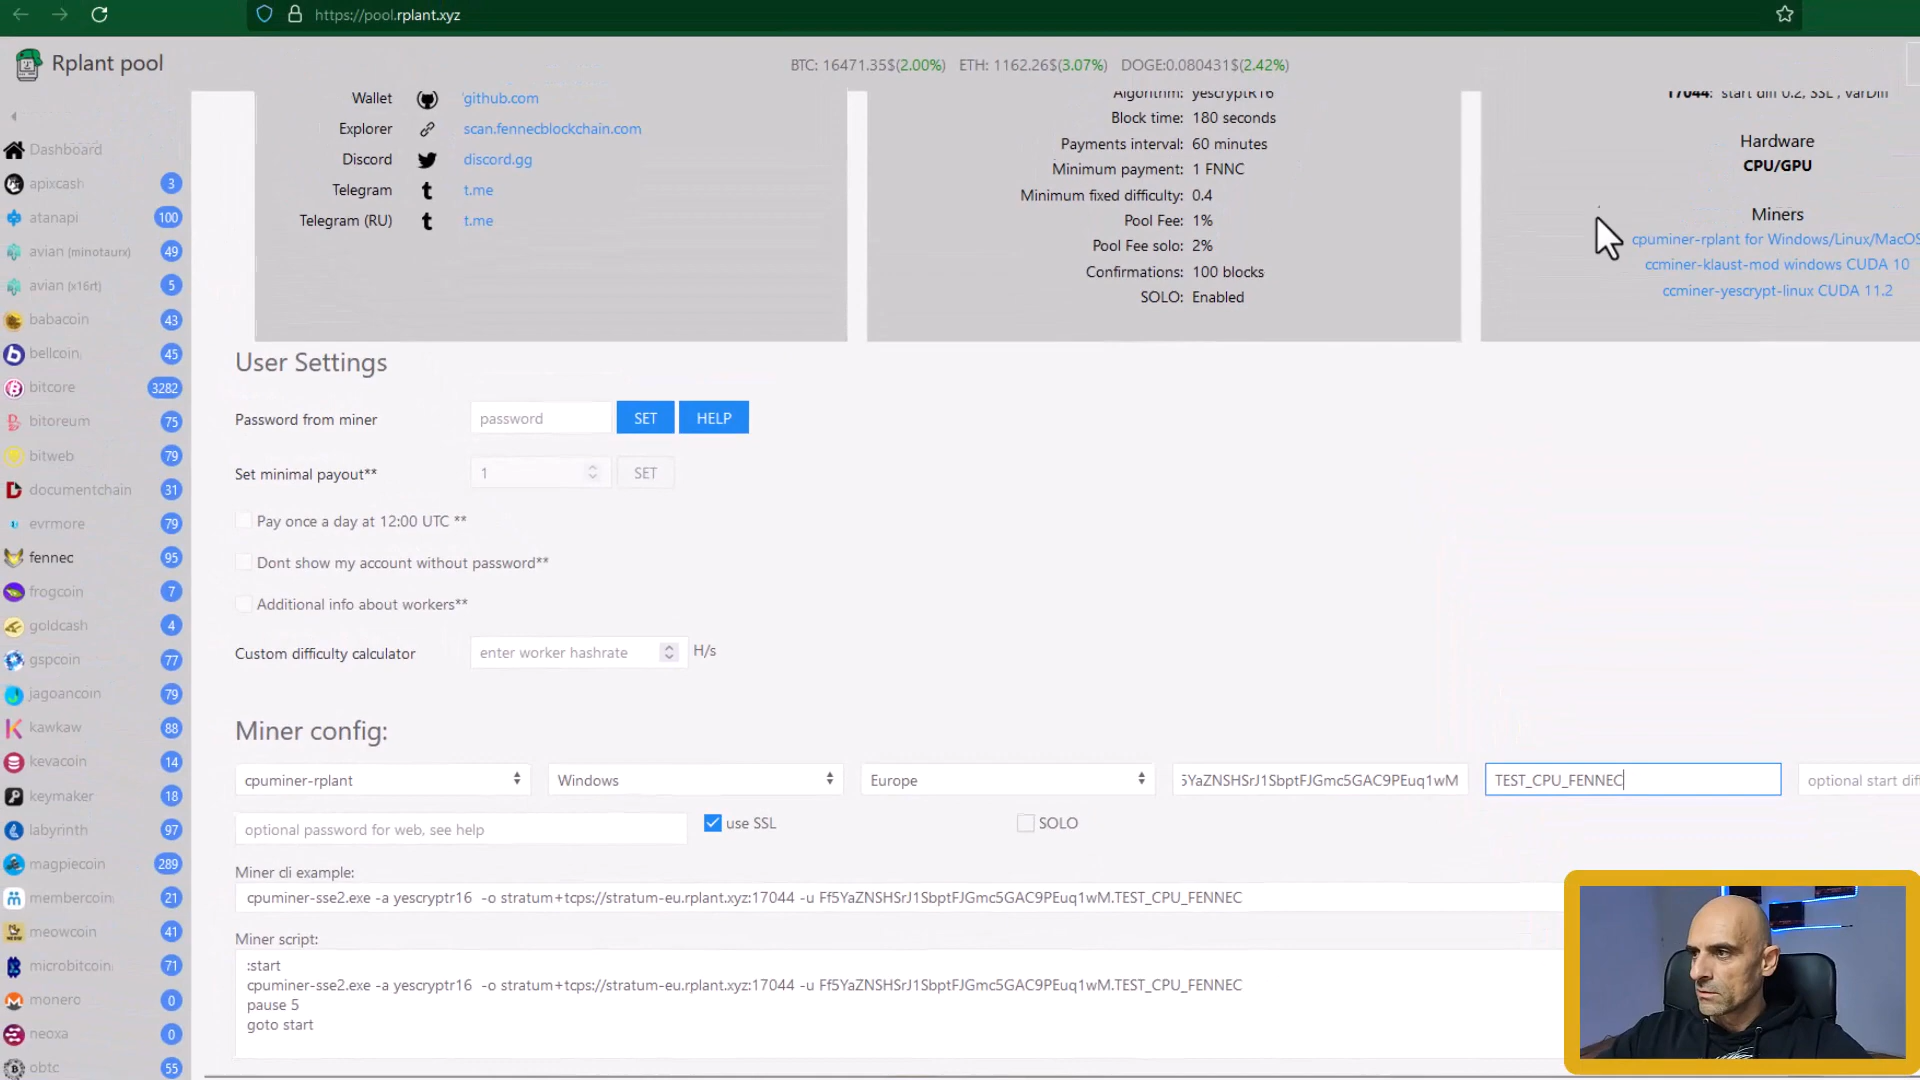 https://pool.rplant.xyz
Rplant pool
BTC: 16471.35$(2.00%) ETH: 1162.26$(3.07%) DOGE:0.080431$(2.42%)
Dashboard
apixcash 3
atanapi 100
avian (minotaurx) 49
avian (x16rt) 5
babacoin 43
bellcoin 45
bitcore 3282
bitoreum 75
bitweb 79
documentchain 31
evrmore 79
fennec 95
frogcoin 7
goldcash 4
gspcoin 77
jagoancoin 79
kawkaw 88
kevacoin 14
keymaker 18
labyrinth 97
magpiecoin 289
membercoin 21
meowcoin 41
microbitcoin 71
monero 0
neoxa 0
obtc 55
Wallet github.com
Explorer scan.fennecblockchain.com
Discord discord.gg
Telegram t.me
Telegram (RU) t.me
Algorithm: yescryptR16
Block time: 180 seconds
Payments interval: 60 minutes
Minimum payment: 1 FNNC
Minimum fixed difficulty: 0.4
Pool Fee: 1%
Pool Fee solo: 2%
Confirmations: 100 blocks
SOLO: Enabled
17044: start diff 0.2, SSL , varDiff
Hardware
CPU/GPU
Miners
cpuminer-rplant for Windows/Linux/MacOS
ccminer-klaust-mod windows CUDA 10
ccminer-yescrypt-linux CUDA 11.2
User Settings
Password from miner password SET HELP
Set minimal payout** 1 SET
Pay once a day at 12:00 UTC **
Dont show my account without password**
Additional info about workers**
Custom difficulty calculator enter worker hashrate H/s
Miner config:
cpuminer-rplant Windows Europe 5YaZNSHSrJ1SbptFJGmc5GAC9PEuq1wM TEST_CPU_FENNEC optional start dif
optional password for web, see help use SSL SOLO
Miner cli example:
cpuminer-sse2.exe -a yescryptr16 -o stratum+tcps://stratum-eu.rplant.xyz:17044 -u Ff5YaZNSHSrJ1SbptFJGmc5GAC9PEuq1wM.TEST_CPU_FENNEC
Miner script:
:start
cpuminer-sse2.exe -a yescryptr16 -o stratum+tcps://stratum-eu.rplant.xyz:17044 -u Ff5YaZNSHSrJ1SbptFJGmc5GAC9PEuq1wM.TEST_CPU_FENNEC
pause 5
goto start